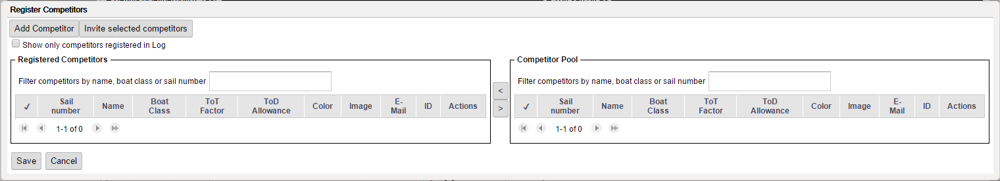 Register Competitors
Add Competitor Invite selected competitors
Show only competitors registered in Log
Registered Competitors
Filter competitors by name, boat class or sail number
✓ Sail number Name Boat Class ToT Factor ToD Allowance Color Image E-Mail ID Actions
1-1 of 0
<
>
Competitor Pool
Filter competitors by name, boat class or sail number
✓ Sail number Name Boat Class ToT Factor ToD Allowance Color Image E-Mail ID Actions
1-1 of 0
Save Cancel